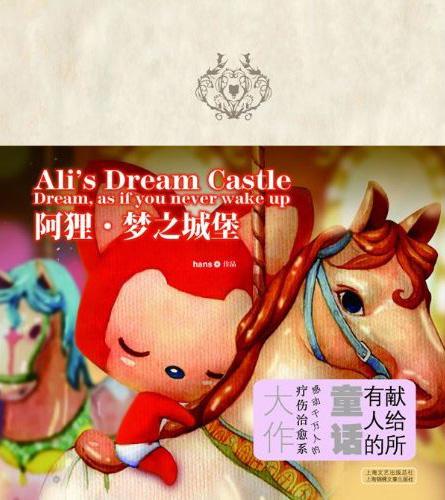 Ali's Dream Castle
Dream, as if you never wake up
阿狸·梦之城堡
hans 作品
献给所
有人的
童话
感动千万人的
疗伤治愈系
大作
上海文艺出版总社
上海锦绣文章出版社